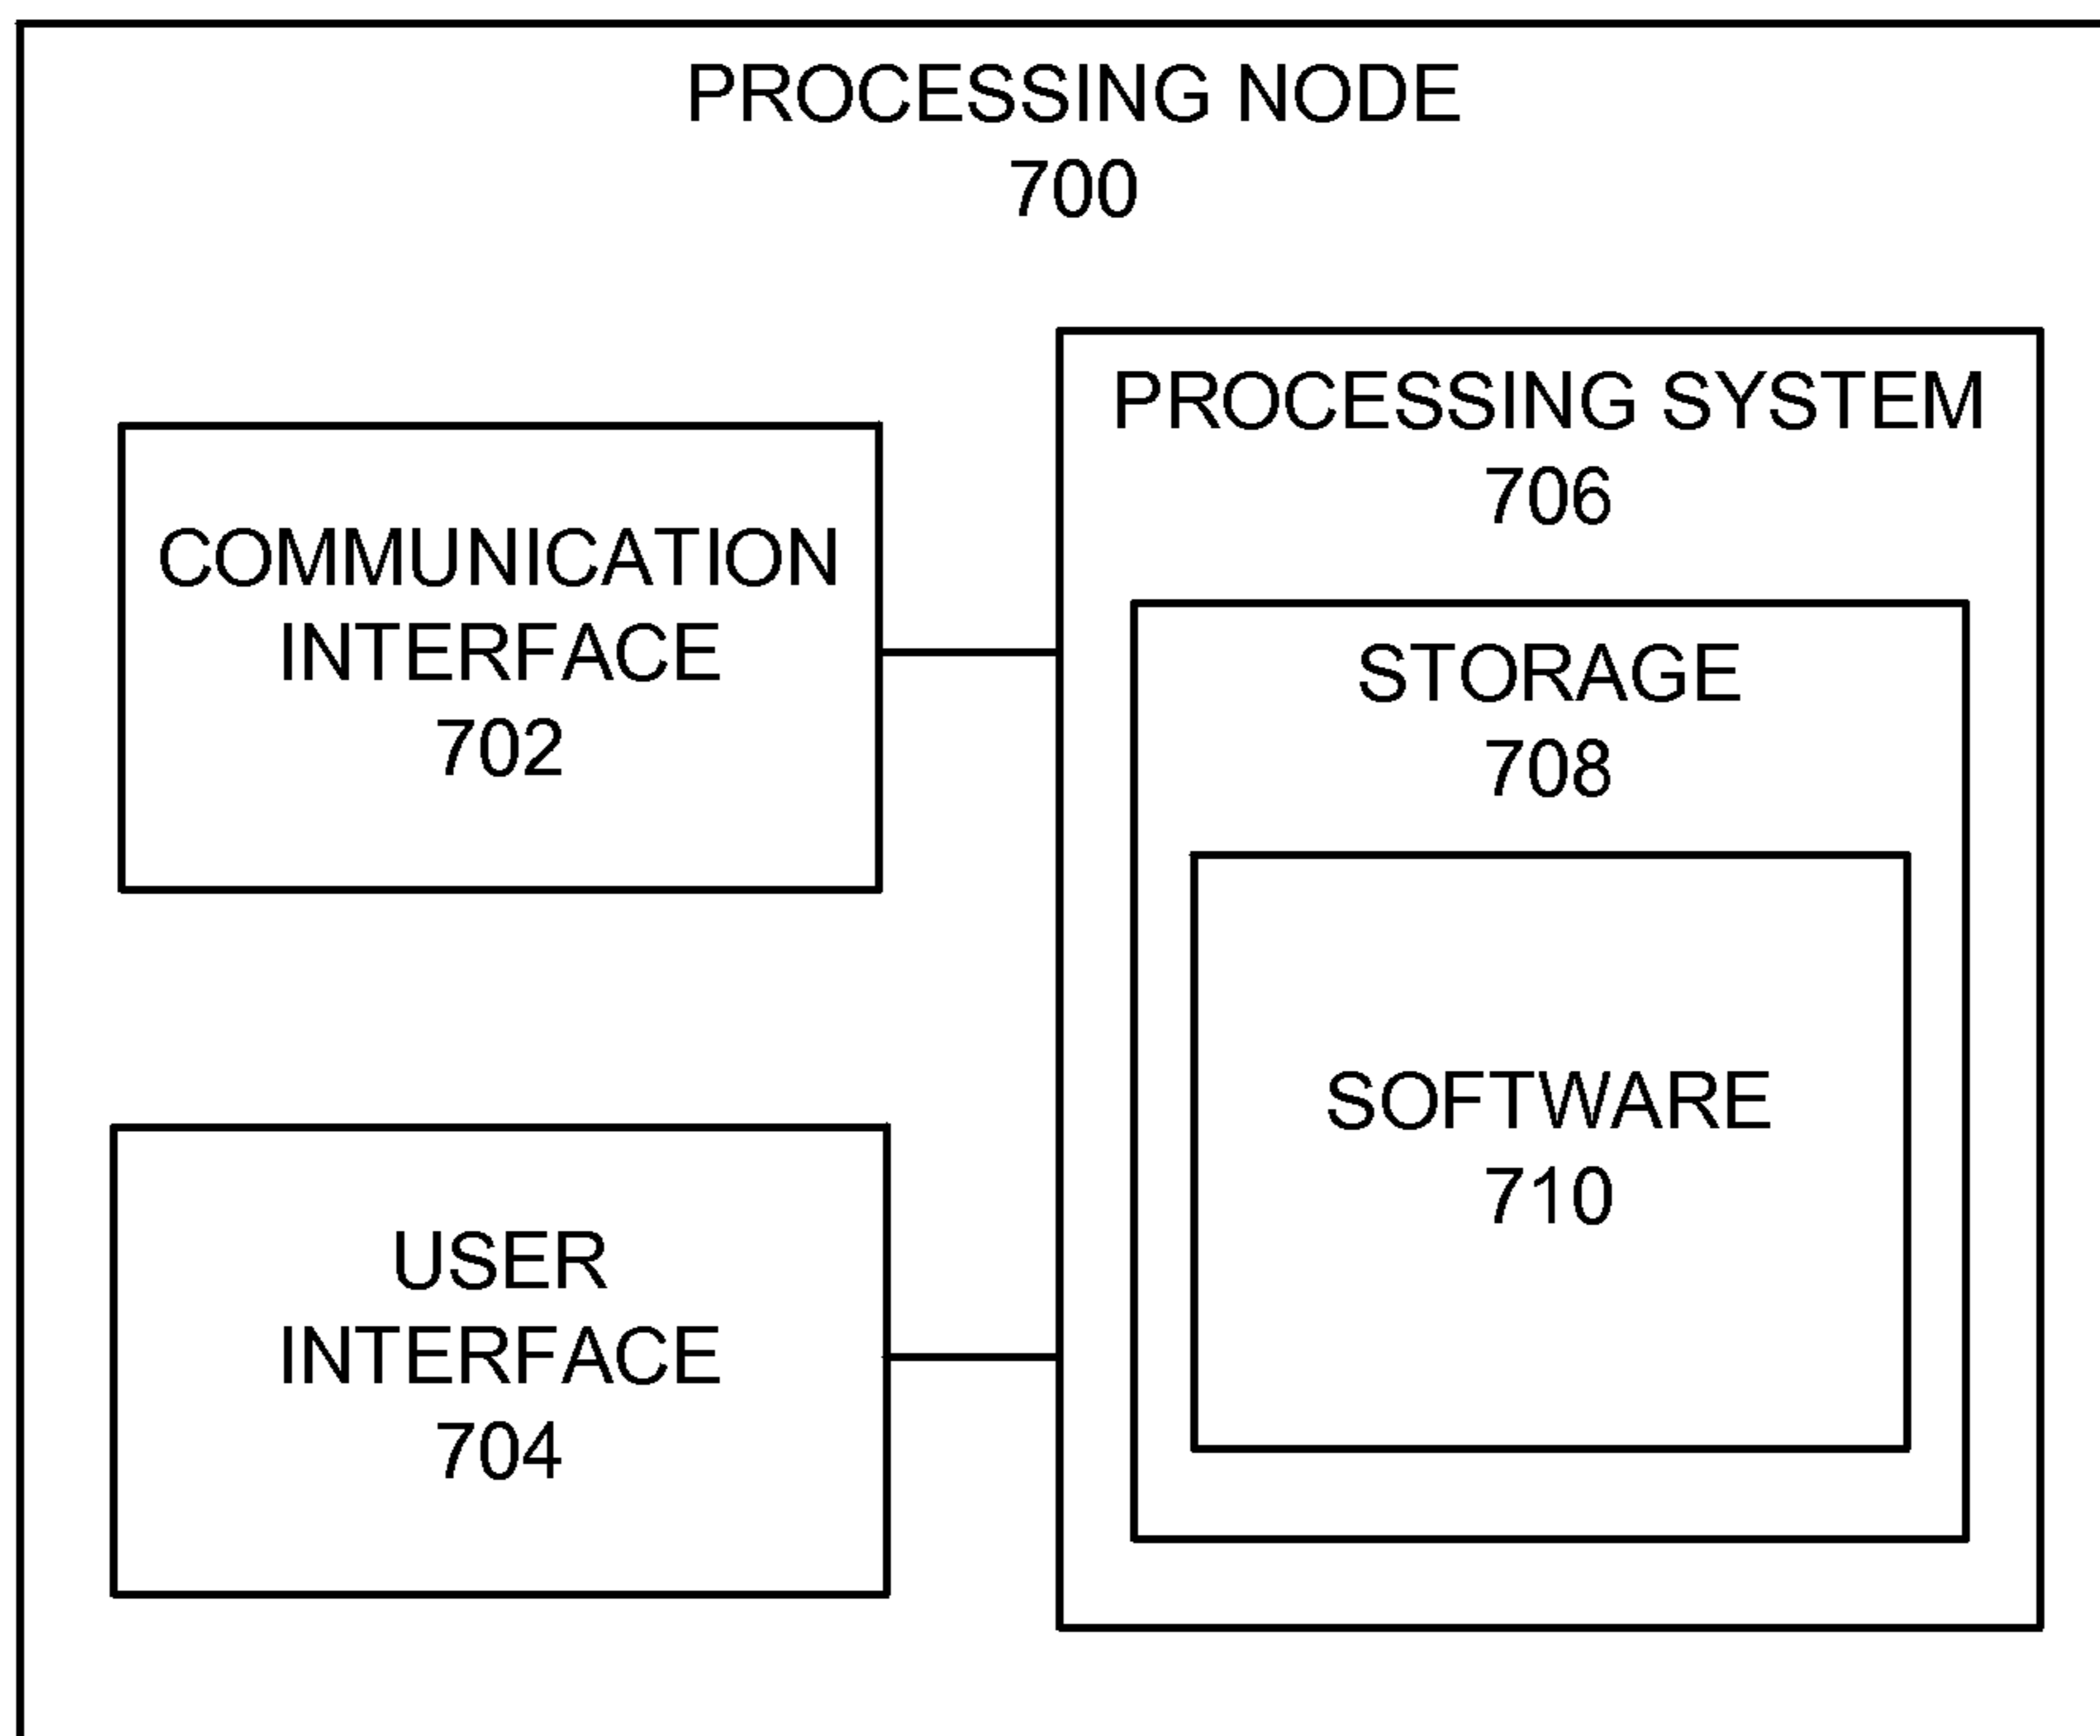 PROCESSING NODE
700
COMMUNICATION
INTERFACE
702
USER
INTERFACE
704
PROCESSING SYSTEM
706
STORAGE
708
SOFTWARE
710